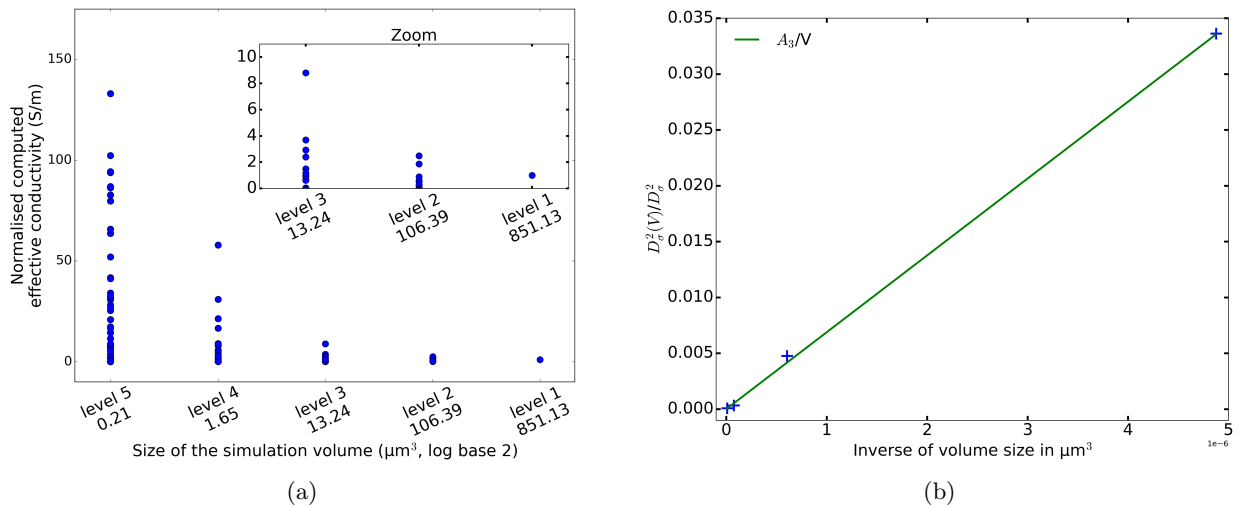 Normalised computed
effective conductivity (S/m)
150
100
50
0
Zoom
10
8
6
4
2
0
level 3
13.24
level 2
106.39
level 1
851.13
level 5
0.21
level 4
1.65
level 3
13.24
level 2
106.39
level 1
851.13
Size of the simulation volume (µm³, log base 2)
(a)
D²σ(V)/D²σ
0.035
0.030
0.025
0.020
0.015
0.010
0.005
0.000
A₃/V
0 1 2 3 4 5
1e-6
Inverse of volume size in µm³
(b)